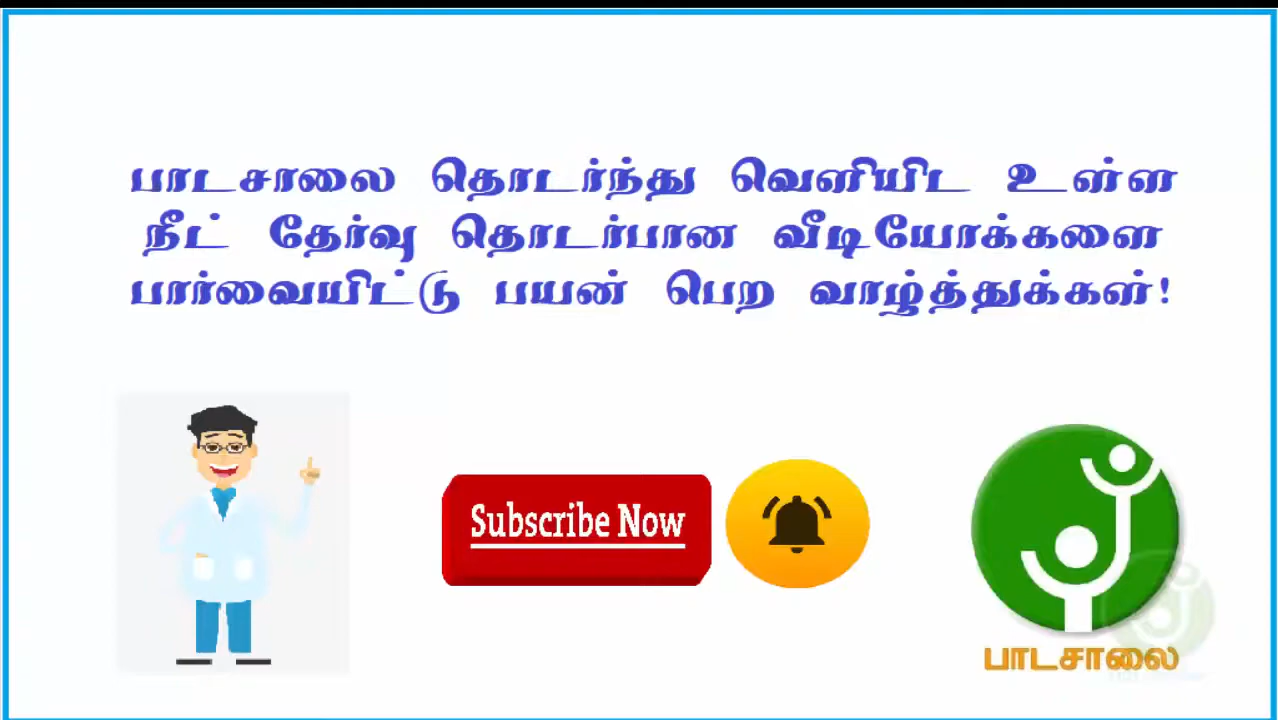 பாடசாலை தொடர்ந்து வெளியிட உள்ள
நீட் தேர்வு தொடர்பான வீடியோக்களை
பார்வையிட்டு பயன் பெற வாழ்த்துக்கள்!
Subscribe Now
பாடசாலை